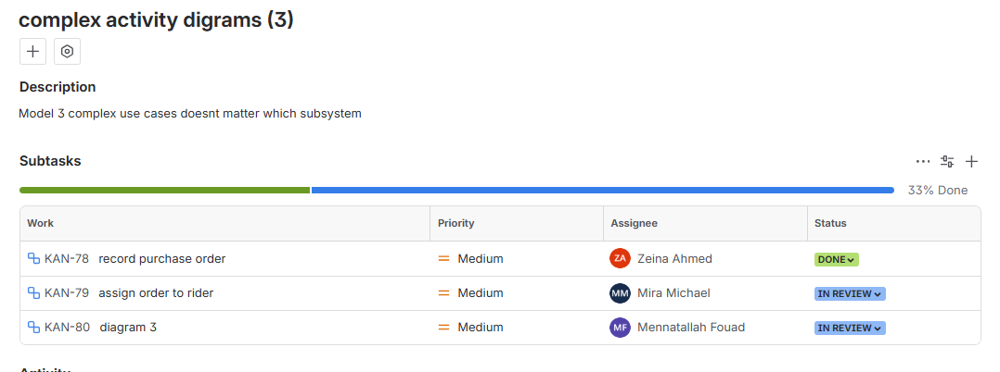 complex activity digrams (3)
Description
Model 3 complex use cases doesnt matter which subsystem
Subtasks
33% Done
Work Priority Assignee Status
KAN-78 record purchase order Medium ZA Zeina Ahmed DONE
KAN-79 assign order to rider Medium MM Mira Michael IN REVIEW
KAN-80 diagram 3 Medium MF Mennatallah Fouad IN REVIEW
Activity